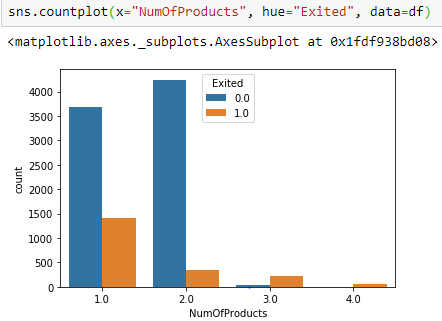 sns.countplot(x="NumOfProducts", hue="Exited", data=df)
<matplotlib.axes._subplots.AxesSubplot at 0x1fdf938bd08>
Exited
0.0
1.0
4000
3500
3000
2500
2000
1500
1000
500
0
count
1.0 2.0 3.0 4.0
NumOfProducts